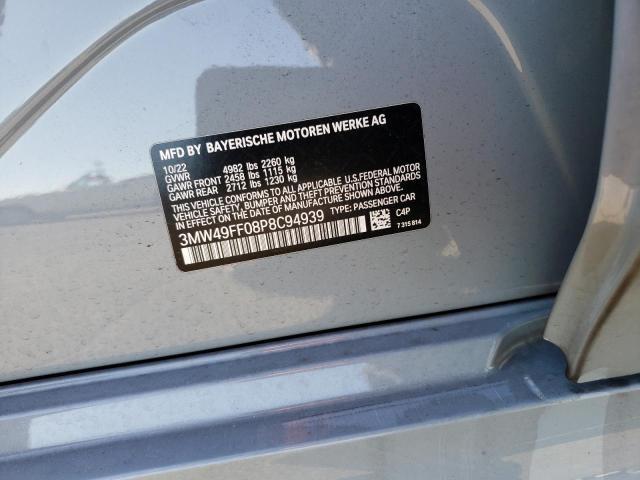 MFD BY BAYERISCHE MOTOREN WERKE AG
10/22
GVWR 4982 lbs 2260 kg
GAWR FRONT 2458 lbs 1115 kg
GAWR REAR 2712 lbs 1230 kg
THIS VEHICLE CONFORMS TO ALL APPLICABLE U.S.FEDERAL MOTOR
VEHICLE SAFETY, BUMPER, AND THEFT PREVENTION STANDARDS
IN EFFECT ON THE DATE OF MANUFACTURE SHOWN ABOVE.
3MW49FF08P8C94939 TYPE: PASSENGER CAR
C4P
7 315 814